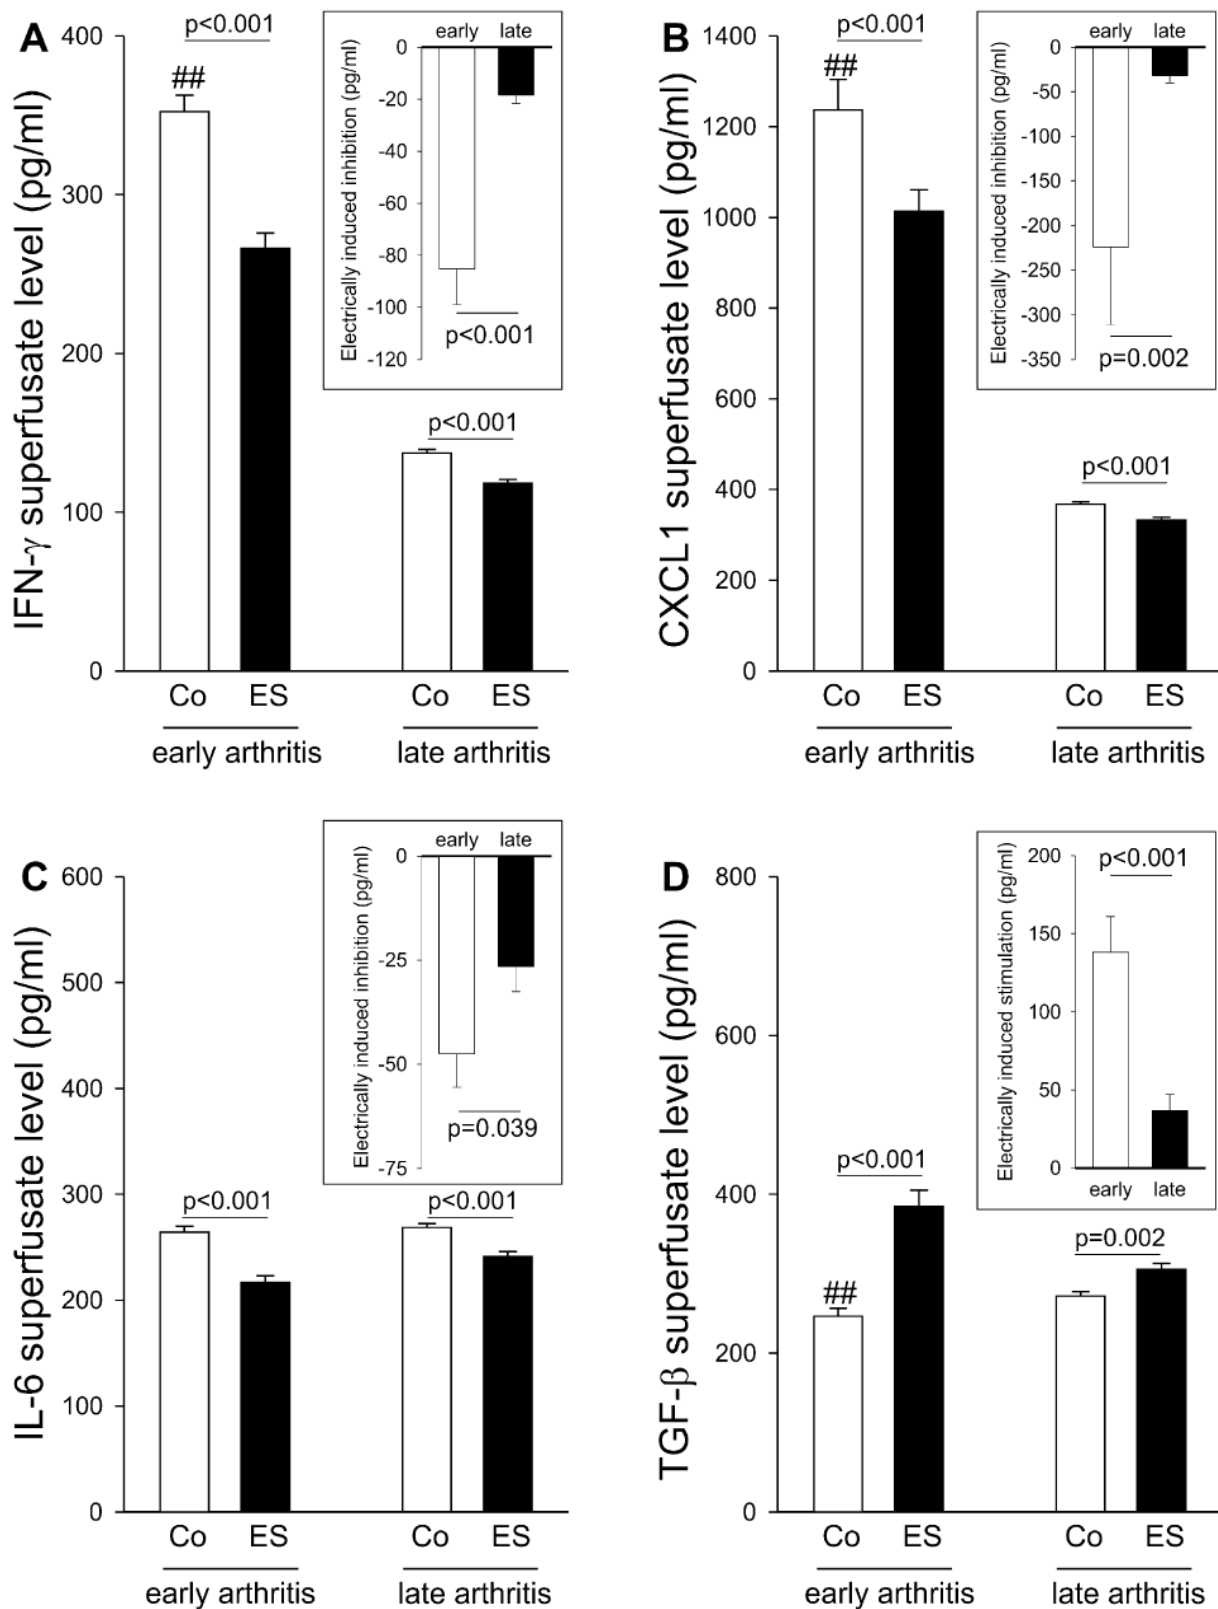 A
IFN-γ superfusate level (pg/ml)
400
300
200
100
0
p<0.001
##
p<0.001
Co ES Co ES
early arthritis late arthritis
early late
Electrically induced inhibition (pg/ml)
0
-20
-40
-60
-80
-100
-120
p<0.001
B
CXCL1 superfusate level (pg/ml)
1400
1200
1000
800
600
400
200
0
p<0.001
##
p<0.001
Co ES Co ES
early arthritis late arthritis
early late
Electrically induced inhibition (pg/ml)
0
-50
-100
-150
-200
-250
-300
-350
p=0.002
C
IL-6 superfusate level (pg/ml)
600
500
400
300
200
100
0
p<0.001
p<0.001
Co ES Co ES
early arthritis late arthritis
early late
Electrically induced inhibition (pg/ml)
0
-25
-50
-75
p=0.039
D
TGF-β superfusate level (pg/ml)
800
600
400
200
0
p<0.001
##
p=0.002
Co ES Co ES
early arthritis late arthritis
Electrically induced stimulation (pg/ml)
200
150
100
50
0
p<0.001
early late